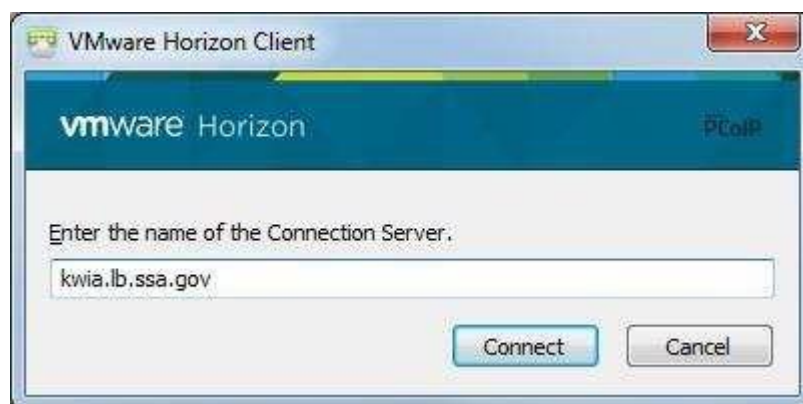 VMware Horizon Client
vmware Horizon
PCoIP
Enter the name of the Connection Server.
kwia.lb.ssa.gov
Connect
Cancel